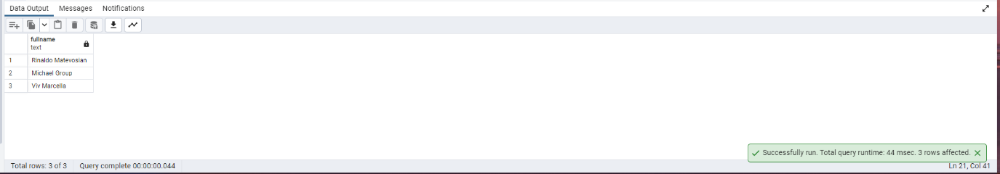 Data Output Messages Notifications
fullname
text
1 Rinaldo Matevosian
2 Michael Group
3 Viv Marcella
Successfully run. Total query runtime: 44 msec. 3 rows affected.
Total rows: 3 of 3 Query complete 00:00:00.044 Ln 21, Col 41